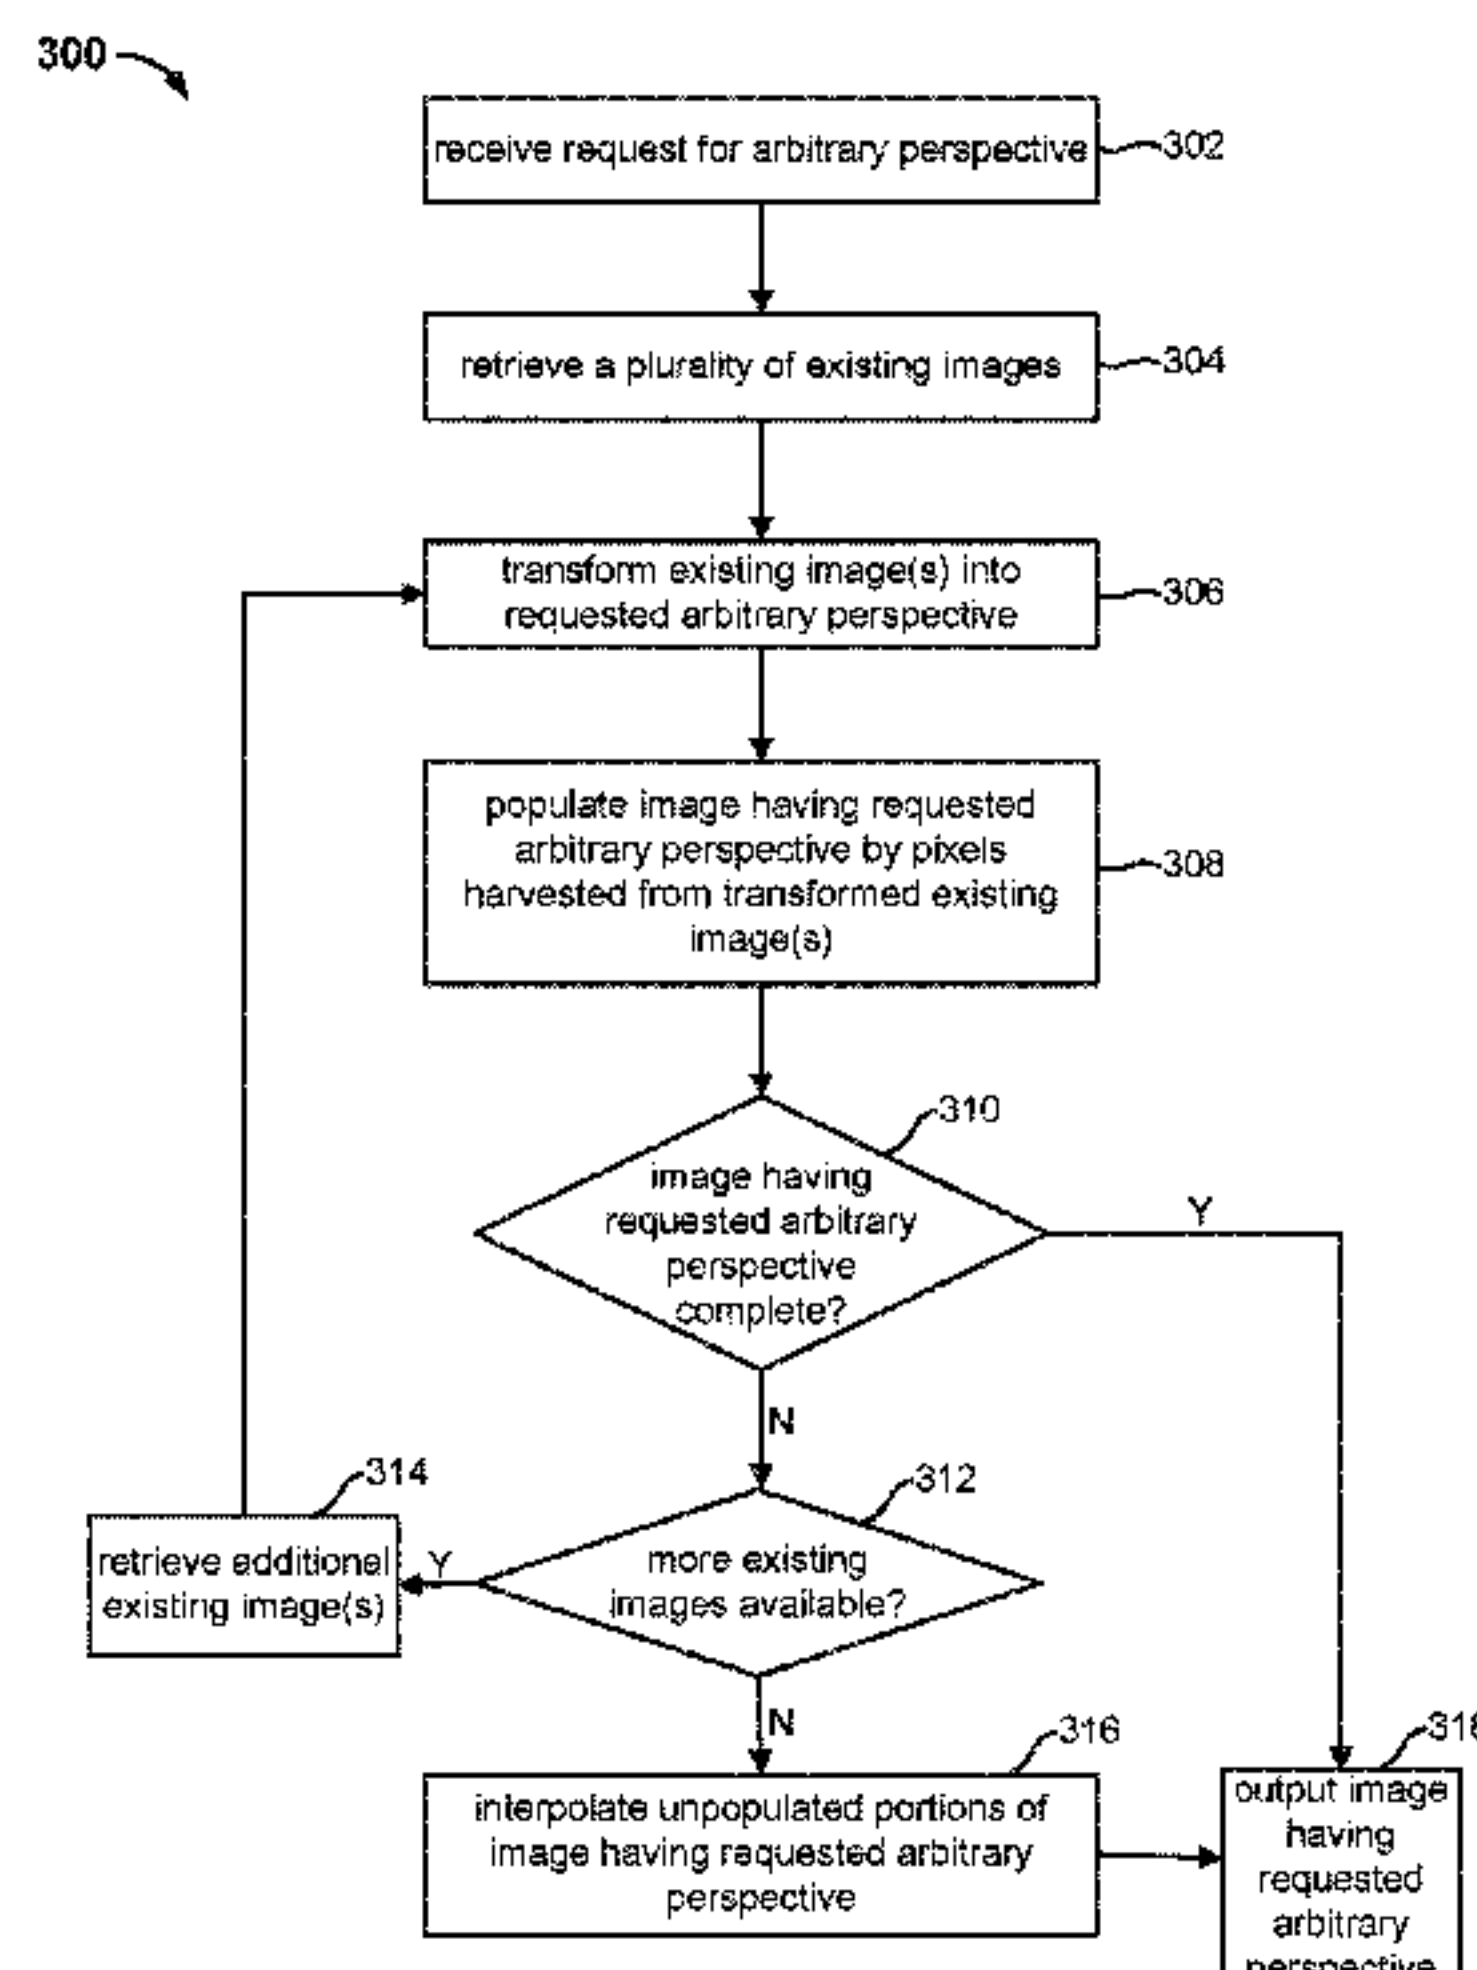 300
receive request for arbitrary perspective
302
retrieve a plurality of existing images
304
transform existing image(s) into
requested arbitrary perspective
306
populate image having requested
arbitrary perspective by pixels
harvested from transformed existing
image(s)
308
310
image having
requested arbitrary
perspective
complete?
Y
N
314
312
retrieve additional
existing image(s)
Y
more existing
images available?
N
316
interpolate unpopulated portions of
image having requested arbitrary
perspective
318
output image
having
requested
arbitrary
perspective